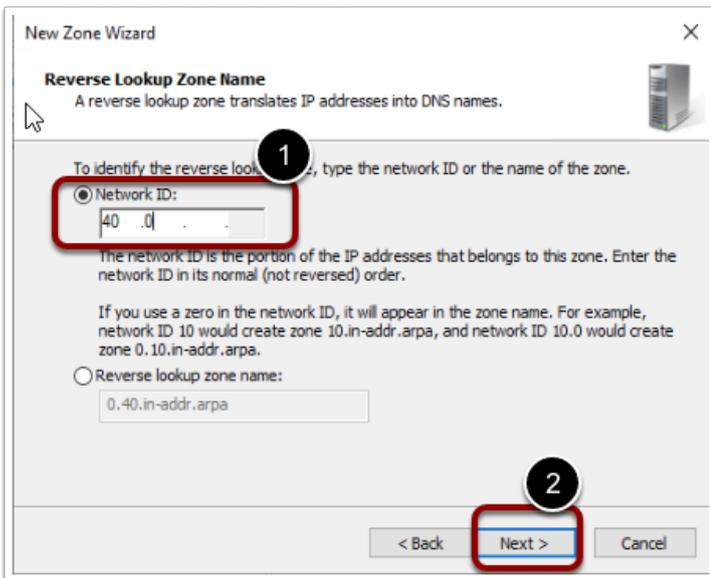 New Zone Wizard
Reverse Lookup Zone Name
A reverse lookup zone translates IP addresses into DNS names.
1
To identify the reverse look e, type the network ID or the name of the zone.
Network ID:
40 .0 . .
The network ID is the portion of the IP addresses that belongs to this zone. Enter the
network ID in its normal (not reversed) order.
If you use a zero in the network ID, it will appear in the zone name. For example,
network ID 10 would create zone 10.in-addr.arpa, and network ID 10.0 would create
zone 0.10.in-addr.arpa.
Reverse lookup zone name:
0.40.in-addr.arpa
2
< Back Next > Cancel